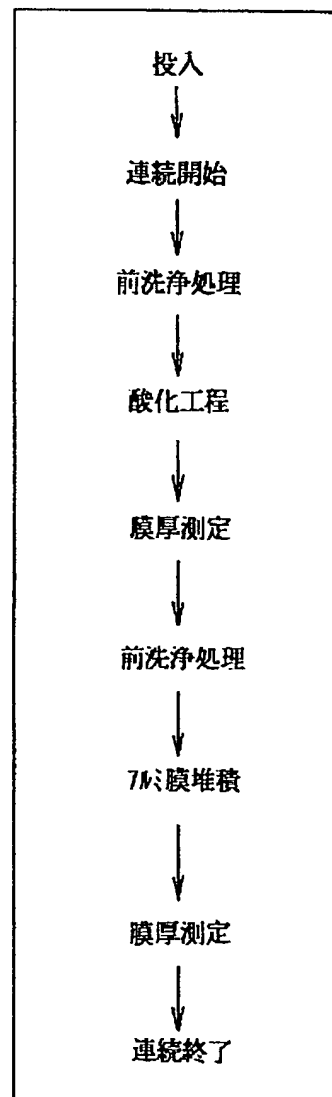 投入
連続開始
前洗浄処理
酸化工程
膜厚測定
前洗浄処理
アルミ膜堆積
膜厚測定
連続終了